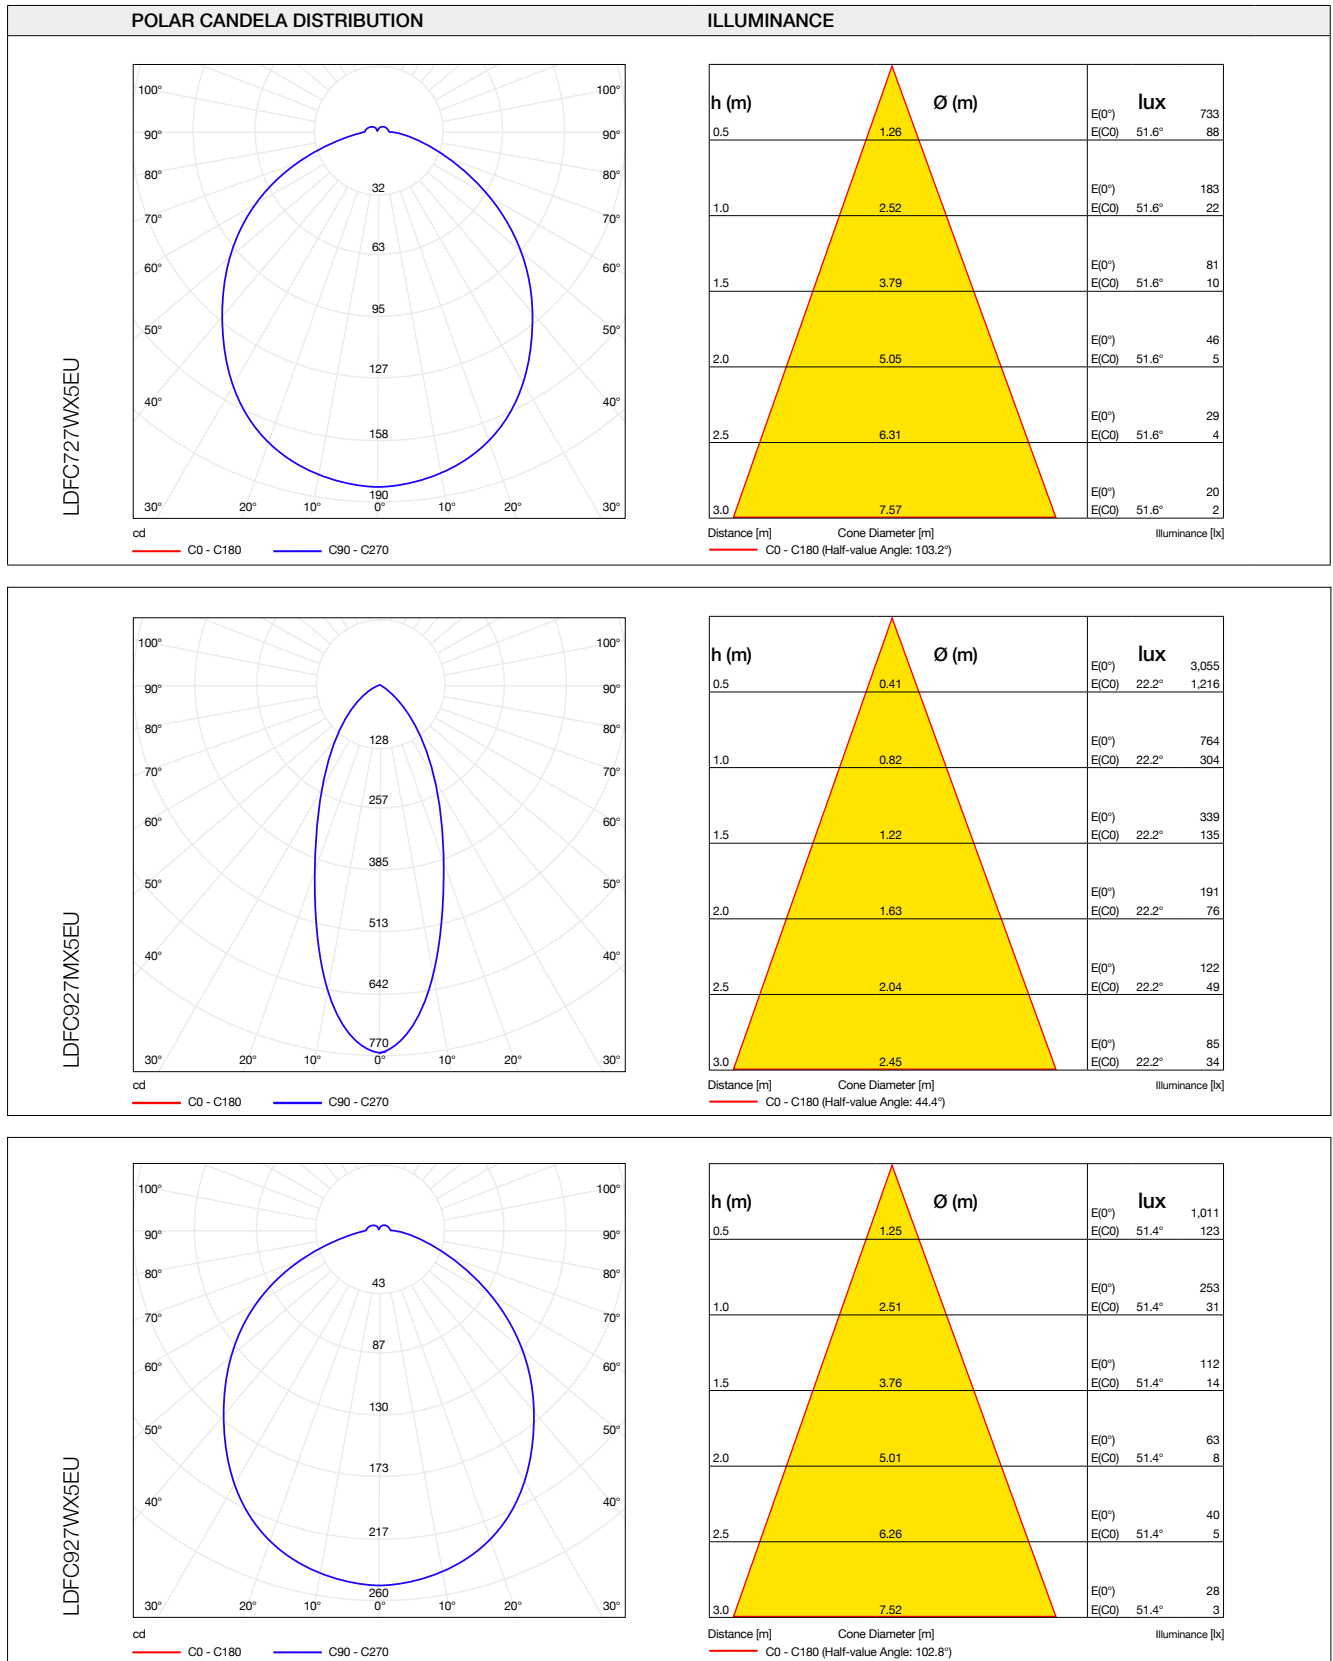 POLAR CANDELA DISTRIBUTION ILLUMINANCE
LDFC727WX5EU
100° 100°
90° 90°
80° 80°
70° 70°
60° 60°
50° 50°
40° 40°
30° 20° 10° 0° 10° 20° 30°
32
63
95
127
158
190
cd
C0 - C180 C90 - C270
h (m) Ø (m) lux
E(0°) 733
0.5 1.26 E(C0) 51.6° 88
E(0°) 183
1.0 2.52 E(C0) 51.6° 22
E(0°) 81
1.5 3.79 E(C0) 51.6° 10
E(0°) 46
2.0 5.05 E(C0) 51.6° 5
E(0°) 29
2.5 6.31 E(C0) 51.6° 4
E(0°) 20
3.0 7.57 E(C0) 51.6° 2
Distance [m] Cone Diameter [m] Illuminance [lx]
C0 - C180 (Half-value Angle: 103.2°)
LDFC927MX5EU
100° 100°
90° 90°
80° 80°
70° 70°
60° 60°
50° 50°
40° 40°
30° 20° 10° 0° 10° 20° 30°
128
257
385
513
642
770
cd
C0 - C180 C90 - C270
h (m) Ø (m) lux
E(0°) 3,055
0.5 0.41 E(C0) 22.2° 1,216
E(0°) 764
1.0 0.82 E(C0) 22.2° 304
E(0°) 339
1.5 1.22 E(C0) 22.2° 135
E(0°) 191
2.0 1.63 E(C0) 22.2° 76
E(0°) 122
2.5 2.04 E(C0) 22.2° 49
E(0°) 85
3.0 2.45 E(C0) 22.2° 34
Distance [m] Cone Diameter [m] Illuminance [lx]
C0 - C180 (Half-value Angle: 44.4°)
LDFC927WX5EU
100° 100°
90° 90°
80° 80°
70° 70°
60° 60°
50° 50°
40° 40°
30° 20° 10° 0° 10° 20° 30°
43
87
130
173
217
260
cd
C0 - C180 C90 - C270
h (m) Ø (m) lux
E(0°) 1,011
0.5 1.25 E(C0) 51.4° 123
E(0°) 253
1.0 2.51 E(C0) 51.4° 31
E(0°) 112
1.5 3.76 E(C0) 51.4° 14
E(0°) 63
2.0 5.01 E(C0) 51.4° 8
E(0°) 40
2.5 6.26 E(C0) 51.4° 5
E(0°) 28
3.0 7.52 E(C0) 51.4° 3
Distance [m] Cone Diameter [m] Illuminance [lx]
C0 - C180 (Half-value Angle: 102.8°)